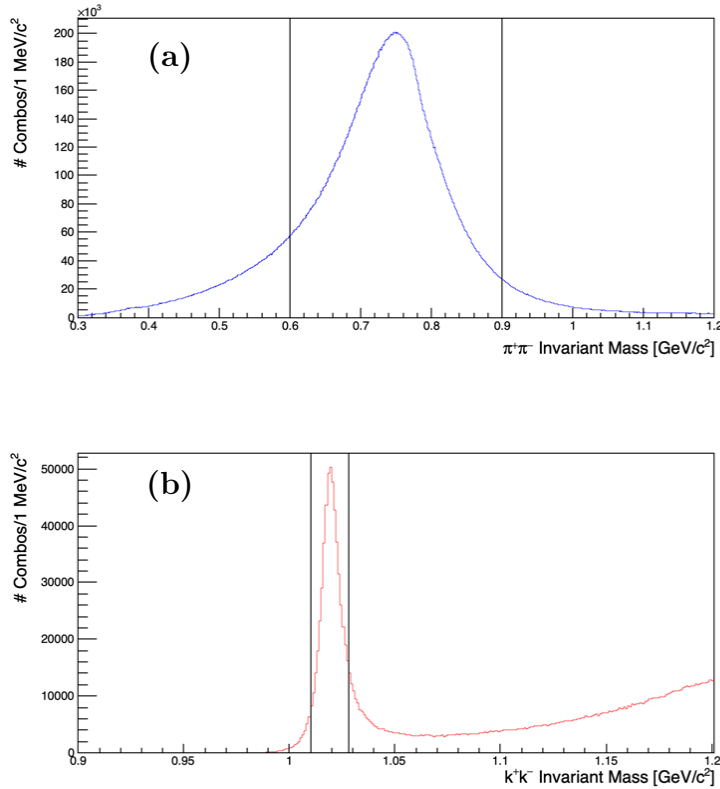 ×10³
# Combos/1 MeV/c²
(a)
200
180
160
140
120
100
80
60
40
20
0
0.3 0.4 0.5 0.6 0.7 0.8 0.9 1 1.1 1.2
π⁺π⁻ Invariant Mass [GeV/c²]
# Combos/1 MeV/c²
(b)
50000
40000
30000
20000
10000
0
0.9 0.95 1 1.05 1.1 1.15 1.2
k⁺k⁻ Invariant Mass [GeV/c²]